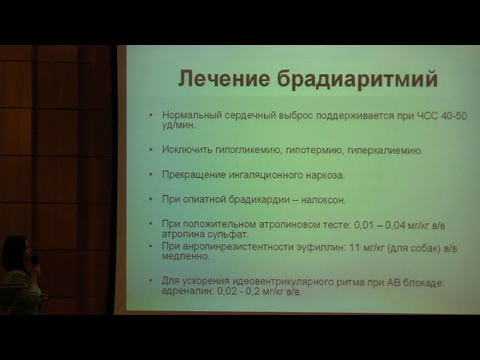 Лечение брадиаритмий
• Нормальный сердечный выброс поддерживается при ЧСС 40-50
уд/мин.
• Исключить гипогликемию, гипотермию, гиперкалиемию.
• Прекращение ингаляционного наркоза.
• При опиатной брадикардии – налоксон.
• При положительном атропиновом тесте: 0,01 – 0,04 мг/кг в/в
атропина сульфат.
• При анропинрезистентности эуфиллин: 11 мг/кг (для собак) в/в
медленно.
• Для ускорения идеовентрикулярного ритма при АВ блокаде:
адреналин: 0,02 - 0,2 мг/кг в/в.